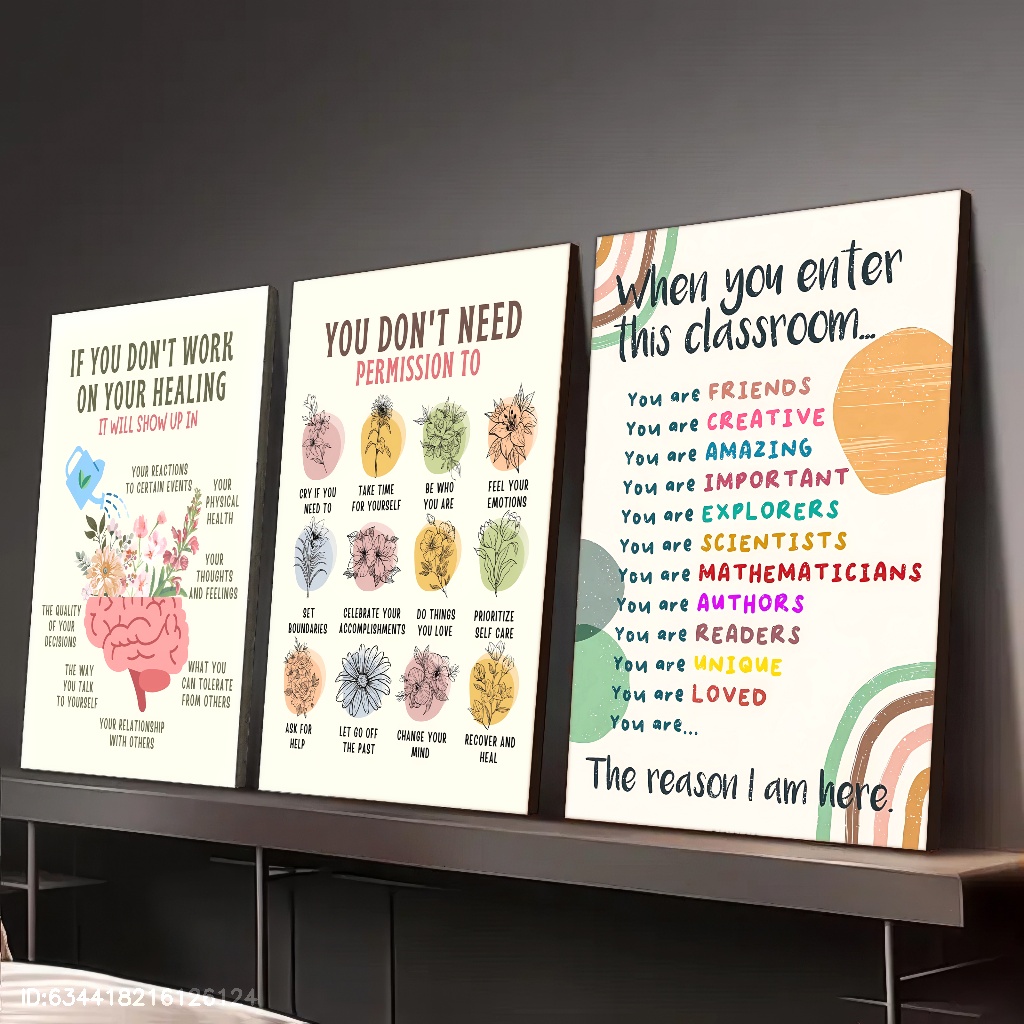 IF YOU DON'T WORK
ON YOUR HEALING
IT WILL SHOW UP IN
YOUR REACTIONS
TO CERTAIN EVENTS
YOUR
PHYSICAL
HEALTH
YOUR
THOUGHTS
AND FEELINGS
THE QUALITY
OF YOUR
DECISIONS
THE WAY
YOU TALK
TO YOURSELF
WHAT YOU
CAN TOLERATE
FROM OTHERS
YOUR RELATIONSHIP
WITH OTHERS
YOU DON'T NEED
PERMISSION TO
CRY IF YOU
NEED TO
TAKE TIME
FOR YOURSELF
BE WHO
YOU ARE
FEEL YOUR
EMOTIONS
SET
BOUNDARIES
CELEBRATE YOUR
ACCOMPLISHMENTS
DO THINGS
YOU LOVE
PRIORITIZE
SELF CARE
ASK FOR
HELP
LET GO OFF
THE PAST
CHANGE YOUR
MIND
RECOVER AND
HEAL
When you enter
this classroom...
You are FRIENDS
You are CREATIVE
You are AMAZING
You are IMPORTANT
You are EXPLORERS
You are SCIENTISTS
You are MATHEMATICIANS
You are AUTHORS
You are READERS
You are UNIQUE
You are LOVED
You are...
The reason I am here.
ID:634418216126124